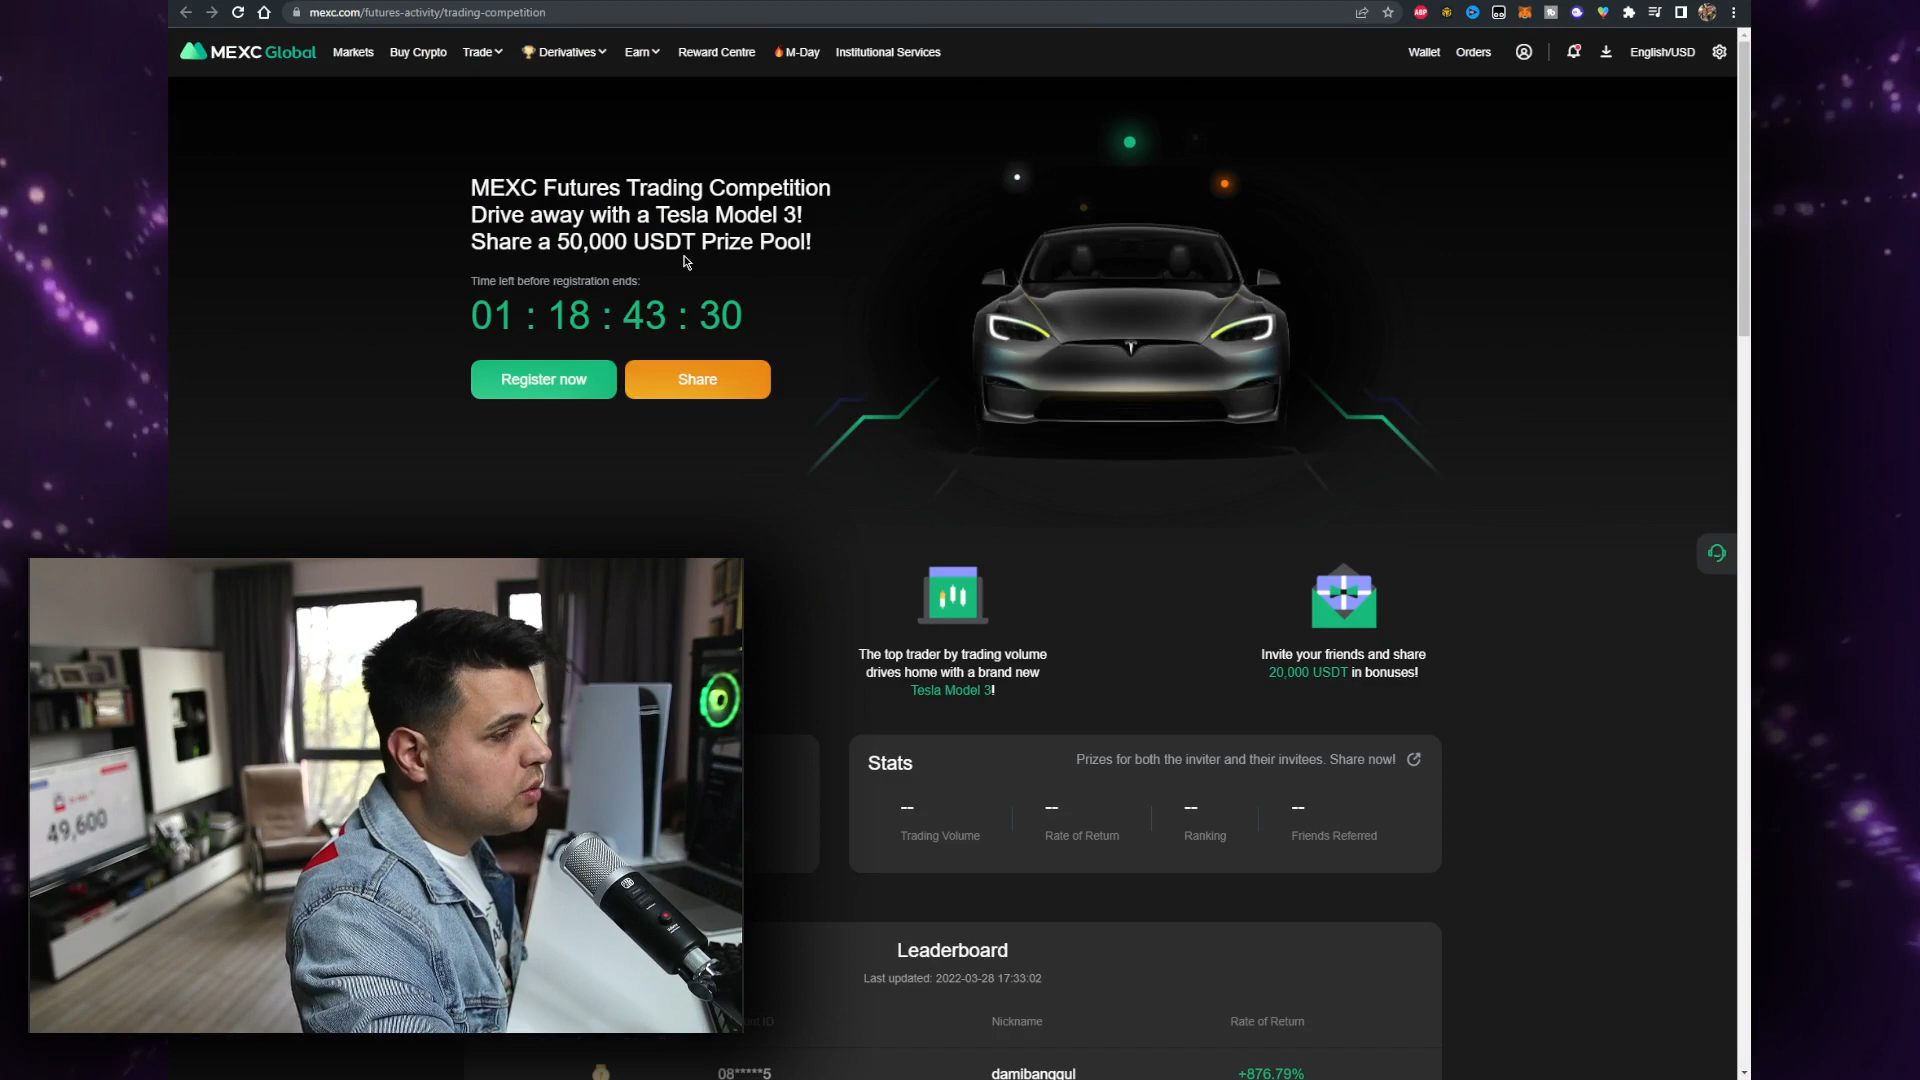 mexc.com/futures-activity/trading-competition
MEXC Global Markets Buy Crypto Trade Derivatives Earn Reward Centre M-Day Institutional Services Wallet Orders English/USD
MEXC Futures Trading Competition
Drive away with a Tesla Model 3!
Share a 50,000 USDT Prize Pool!
Time left before registration ends:
01 : 18 : 43 : 30
Register now Share
The top trader by trading volume
drives home with a brand new
Tesla Model 3!
Invite your friends and share
20,000 USDT in bonuses!
Stats Prizes for both the inviter and their invitees. Share now!
-- -- -- --
Trading Volume Rate of Return Ranking Friends Referred
Leaderboard
Last updated: 2022-03-28 17:33:02
ID Nickname Rate of Return
08*****5 damibanggul +876.79%
49,600
ABP